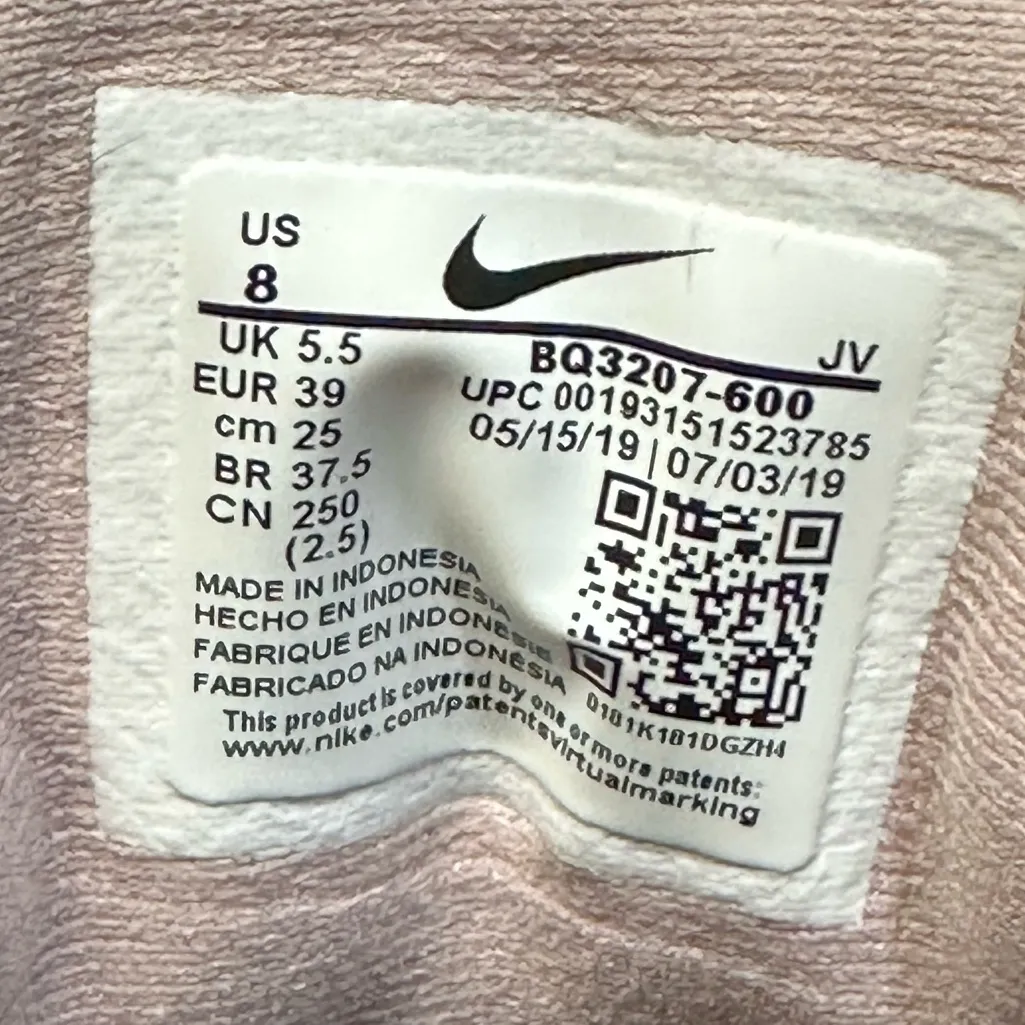 US
8
UK 5.5
EUR 39
cm 25
BR 37.5
CN 250
(2.5)
JV
BQ3207-600
UPC 00193151523785
05/15/19 | 07/03/19
MADE IN INDONESIA
HECHO EN INDONESIA
FABRIQUE EN INDONESIE
FABRICADO NA INDONESIA
0181K181DGZH4
This product is covered by one or more patents:
www.nike.com/patentsvirtualmarking